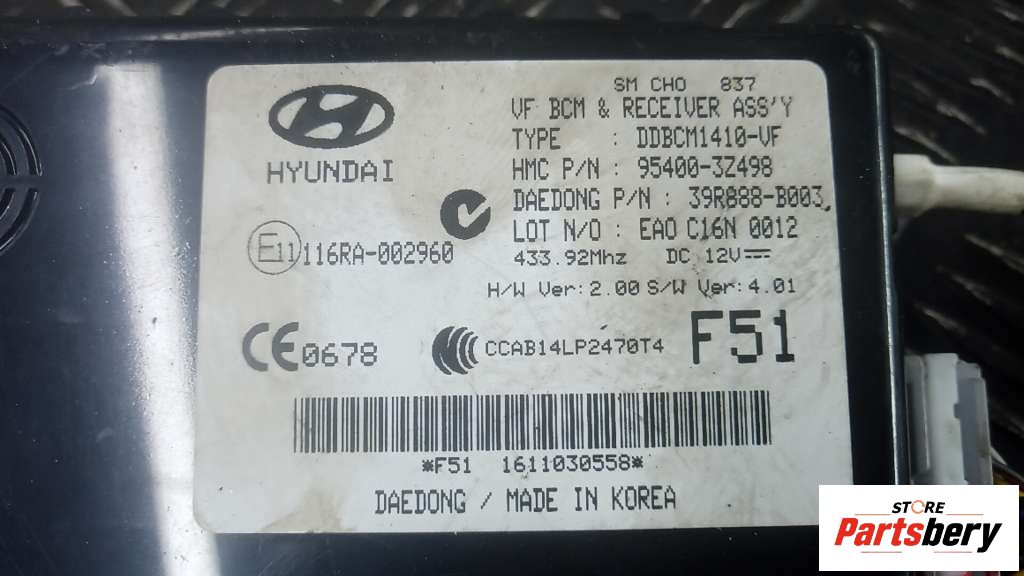 SM CHO 837
VF BCM & RECEIVER ASS'Y
TYPE : DDBCM1410-VF
HYUNDAI
HMC P/N : 95400-3Z498
DAEDONG P/N : 39R888-B003,
LOT N/O : EAO C16N 0012
E11 116RA-002960
433.92Mhz DC 12V
H/W Ver:2.00 S/W Ver:4.01
CE 0678
CCAB14LP2470T4
F51
*F51 1611030558*
DAEDONG / MADE IN KOREA
STORE
Partsbery